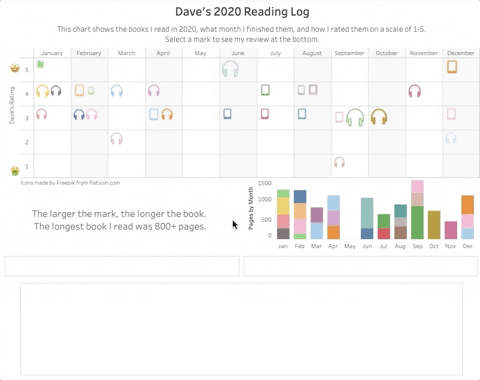 Dave's 2020 Reading Log
This chart shows the books I read in 2020, what month I finished them, and how I rated them on a scale of 1-5.
Select a mark to see my review at the bottom.
January February March April May June July August September October November December
Dave's Rating
5
4
3
2
1
Icons made by Freepik from flaticon.com
The larger the mark, the longer the book.
The longest book I read was 800+ pages.
Pages by Month
1500
1000
500
0
Jan Feb Mar Apr May Jun Jul Aug Sep Oct Nov Dec